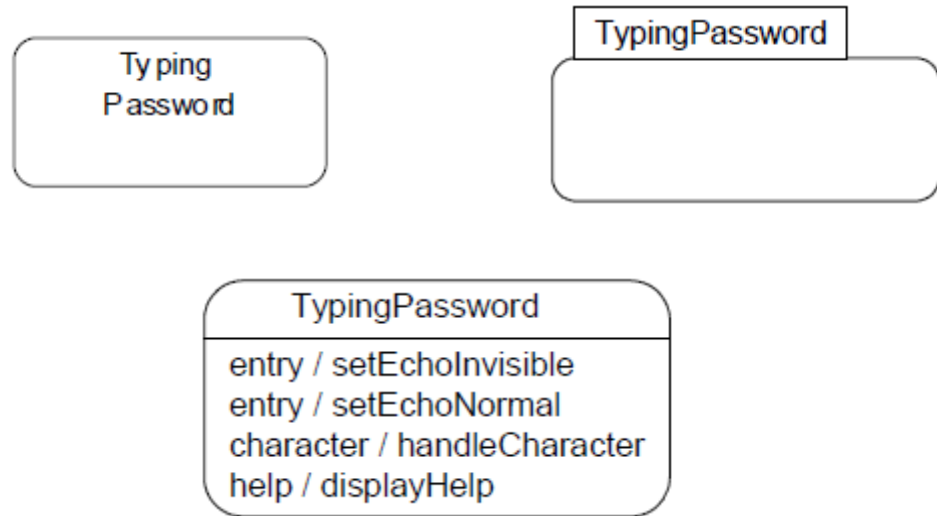 Typing
Password
TypingPassword
TypingPassword
entry / setEchoInvisible
entry / setEchoNormal
character / handleCharacter
help / displayHelp